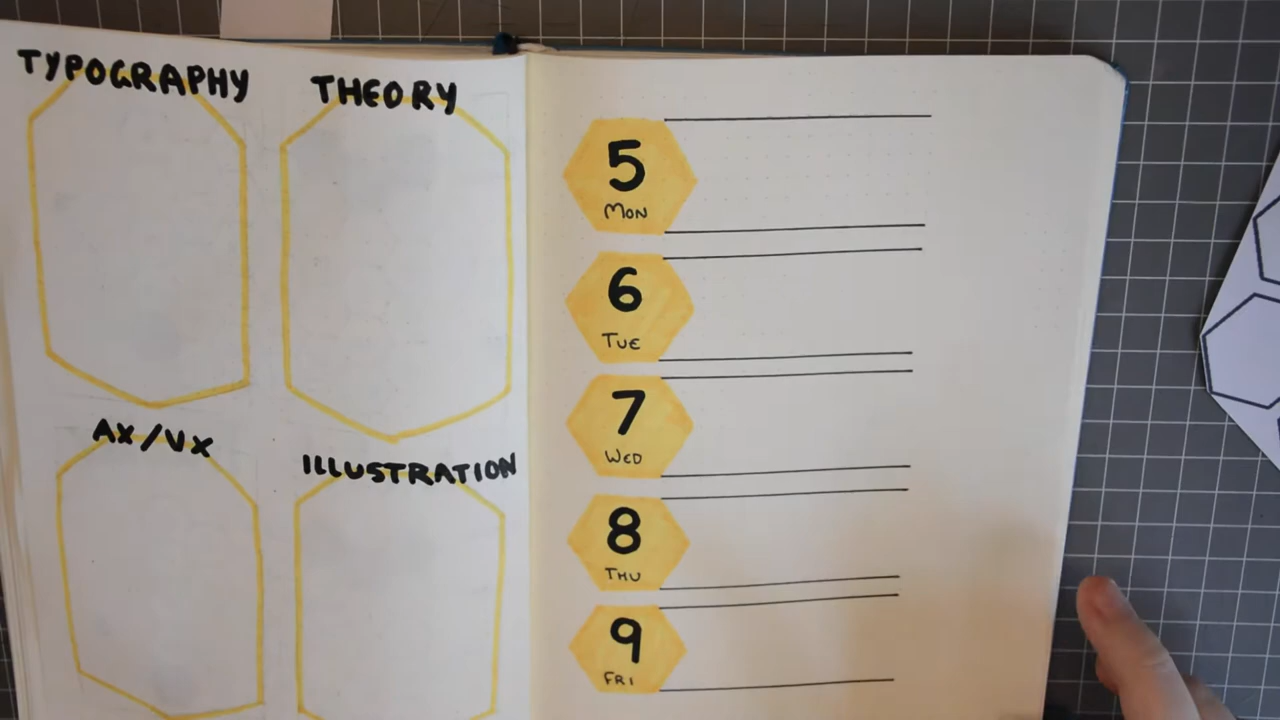 TYPOGRAPHY
THEORY
AX/VX
ILLUSTRATION
5
MON
6
TUE
7
WED
8
THU
9
FRI